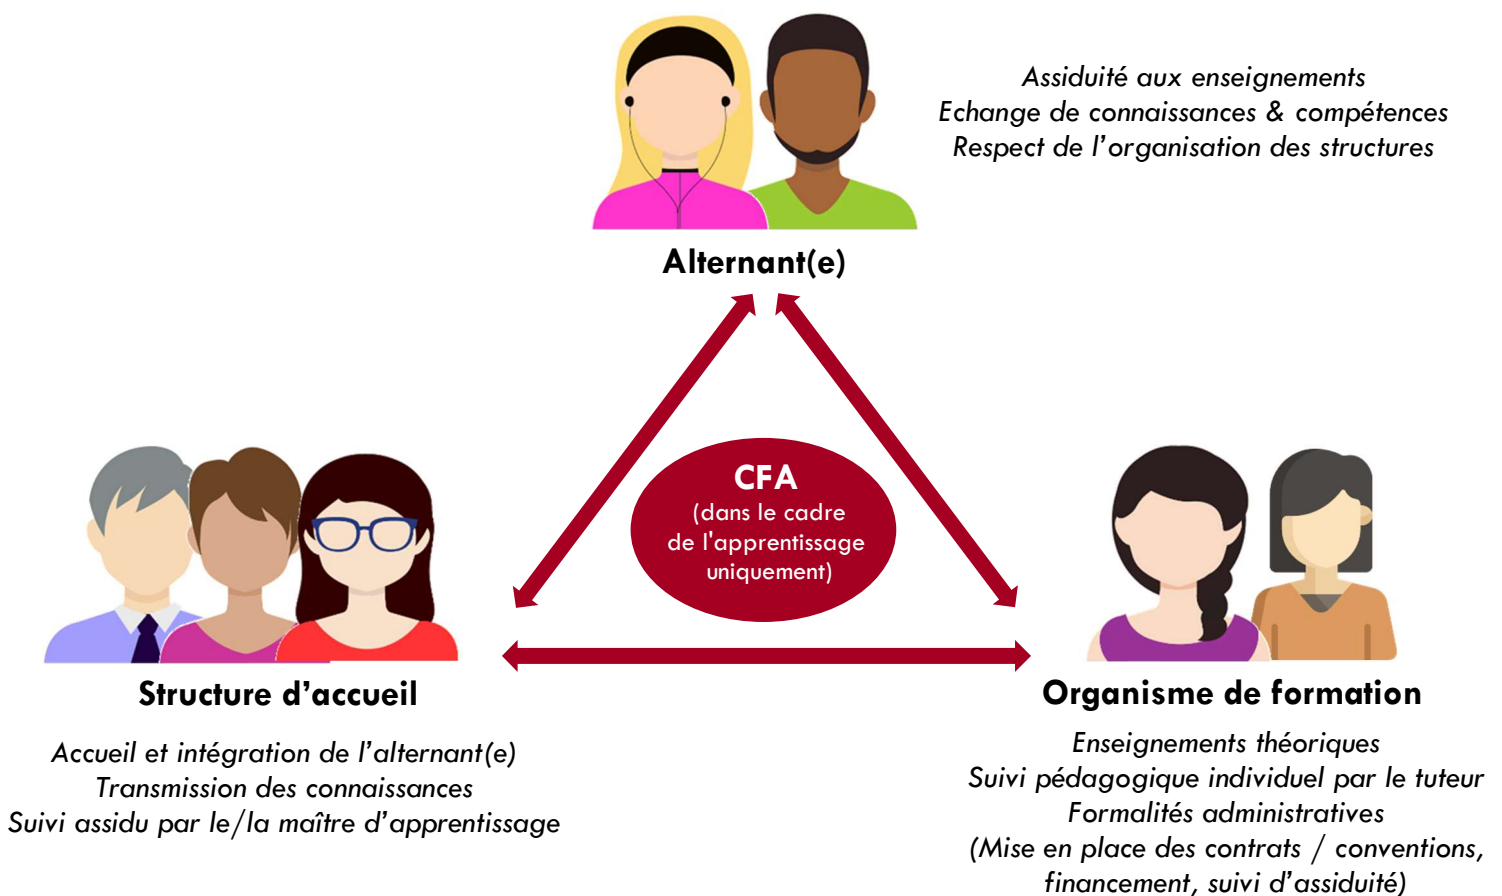 Assiduité aux enseignements
Echange de connaissances & compétences
Respect de l’organisation des structures
Alternant(e)
CFA
(dans le cadre
de l'apprentissage
uniquement)
Structure d’accueil
Accueil et intégration de l’alternant(e)
Transmission des connaissances
Suivi assidu par le/la maître d’apprentissage
Organisme de formation
Enseignements théoriques
Suivi pédagogique individuel par le tuteur
Formalités administratives
(Mise en place des contrats / conventions,
financement, suivi d’assiduité)